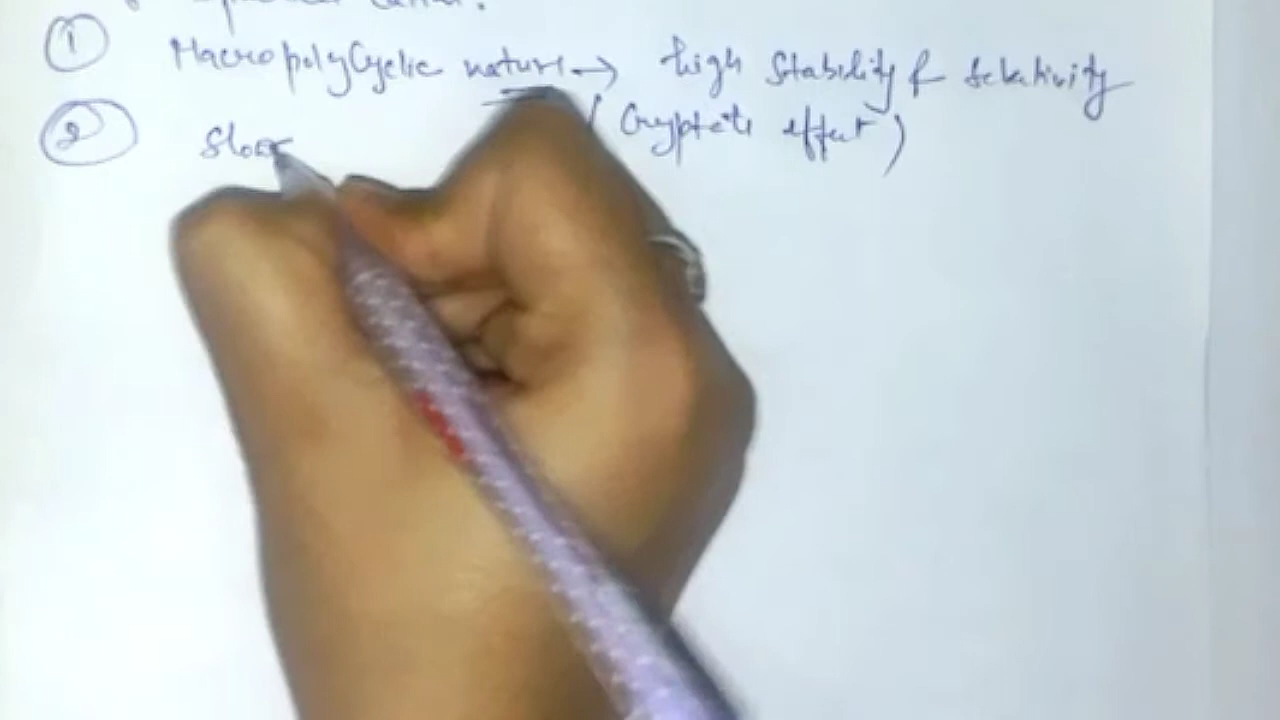 ① Macropolycyclic nature → high Stability & Selectivity
( Cryptate effect )
② Slow